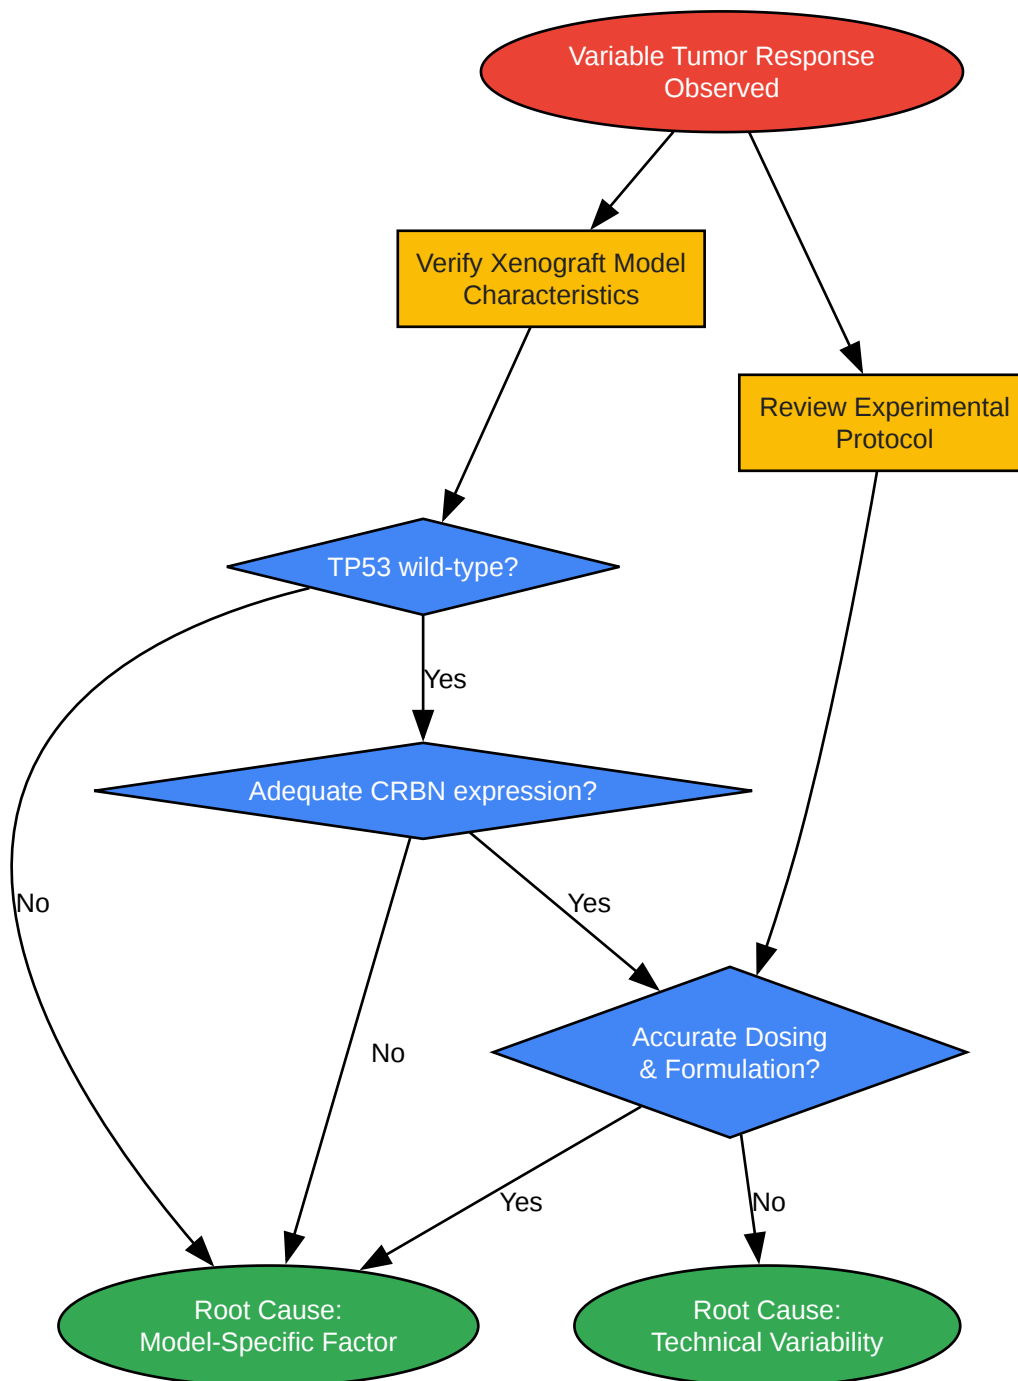 Variable Tumor Response
Observed
Verify Xenograft Model
Characteristics
Review Experimental
Protocol
TP53 wild-type?
Yes
Adequate CRBN expression?
No
Yes
No
Accurate Dosing
& Formulation?
Yes
No
Root Cause:
Model-Specific Factor
Root Cause:
Technical Variability